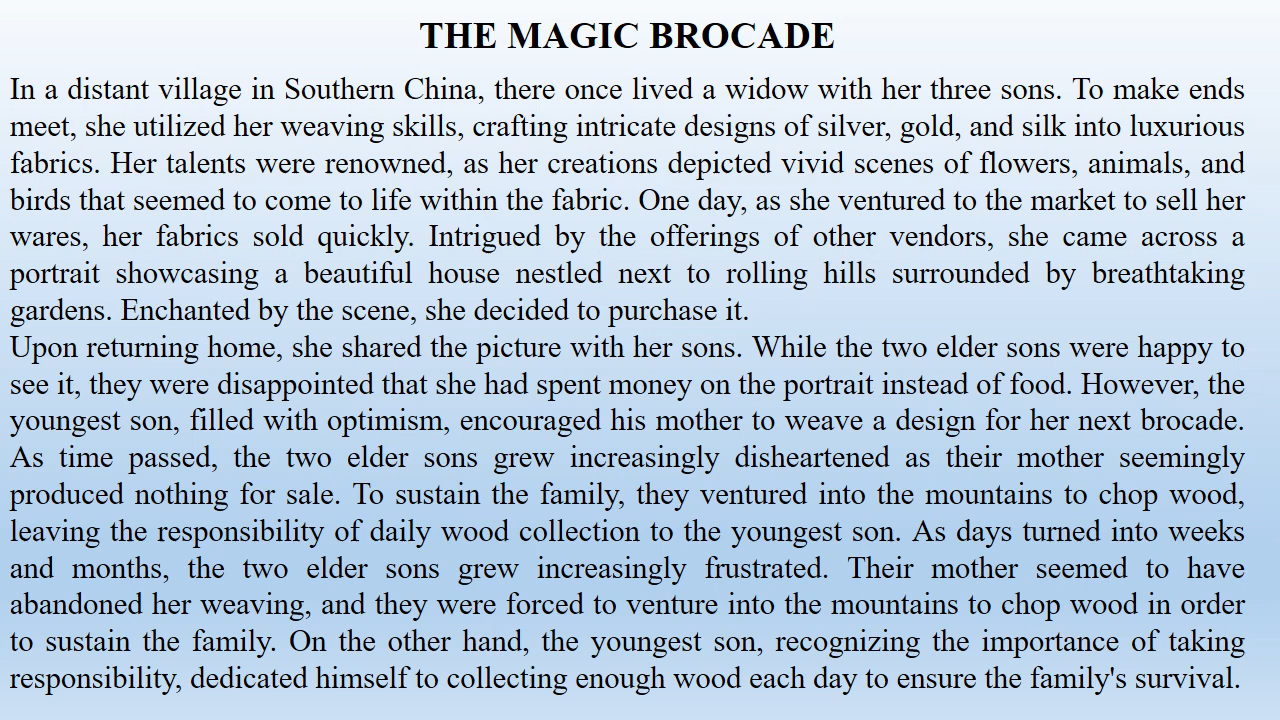 THE MAGIC BROCADE
In a distant village in Southern China, there once lived a widow with her three sons. To make ends
meet, she utilized her weaving skills, crafting intricate designs of silver, gold, and silk into luxurious
fabrics. Her talents were renowned, as her creations depicted vivid scenes of flowers, animals, and
birds that seemed to come to life within the fabric. One day, as she ventured to the market to sell her
wares, her fabrics sold quickly. Intrigued by the offerings of other vendors, she came across a
portrait showcasing a beautiful house nestled next to rolling hills surrounded by breathtaking
gardens. Enchanted by the scene, she decided to purchase it.
Upon returning home, she shared the picture with her sons. While the two elder sons were happy to
see it, they were disappointed that she had spent money on the portrait instead of food. However, the
youngest son, filled with optimism, encouraged his mother to weave a design for her next brocade.
As time passed, the two elder sons grew increasingly disheartened as their mother seemingly
produced nothing for sale. To sustain the family, they ventured into the mountains to chop wood,
leaving the responsibility of daily wood collection to the youngest son. As days turned into weeks
and months, the two elder sons grew increasingly frustrated. Their mother seemed to have
abandoned her weaving, and they were forced to venture into the mountains to chop wood in order
to sustain the family. On the other hand, the youngest son, recognizing the importance of taking
responsibility, dedicated himself to collecting enough wood each day to ensure the family's survival.